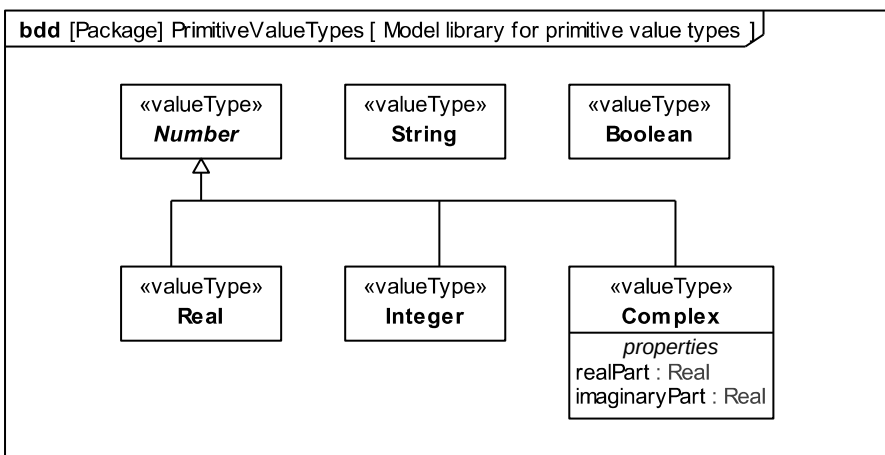 bdd [Package] PrimitiveValueTypes [ Model library for primitive value types ]
«valueType»
Number
«valueType»
String
«valueType»
Boolean
«valueType»
Real
«valueType»
Integer
«valueType»
Complex
properties
realPart : Real
imaginaryPart : Real